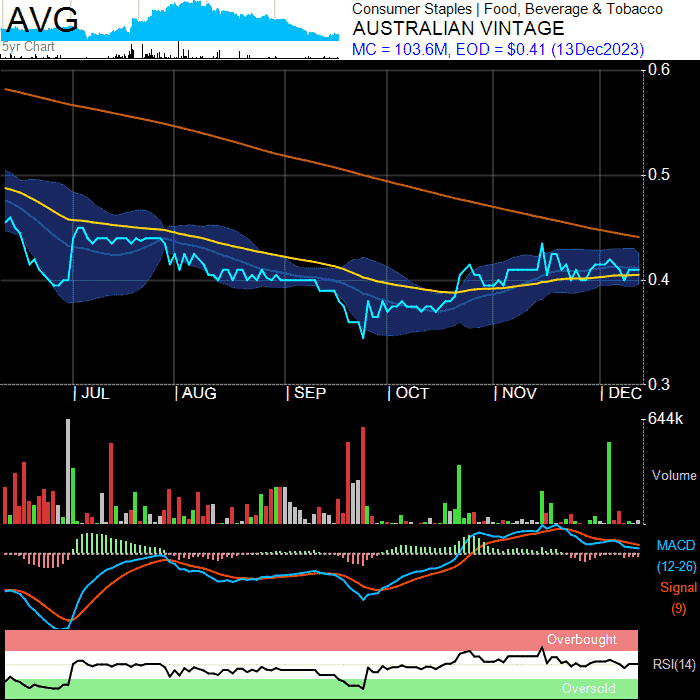 AVG
5yr Chart
Consumer Staples | Food, Beverage & Tobacco
AUSTRALIAN VINTAGE
MC = 103.6M, EOD = $0.41 (13Dec2023)
0.6
0.5
0.4
0.3
| JUL | AUG | SEP | OCT | NOV | DEC
644k
Volume
MACD
(12-26)
Signal
(9)
Overbought
RSI(14)
Oversold